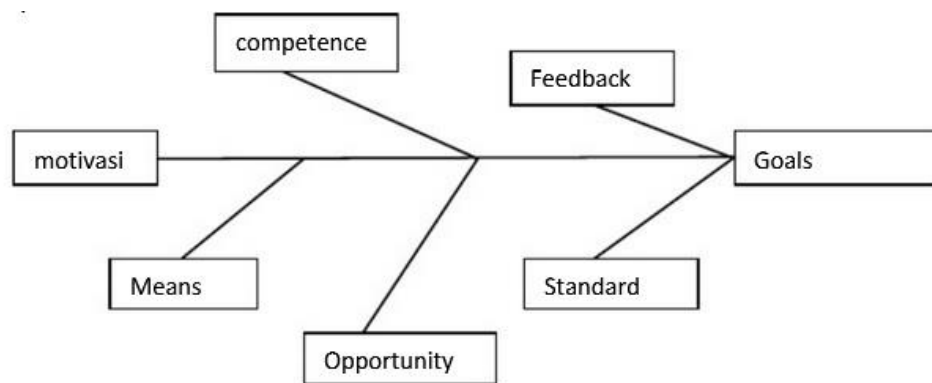 competence
Feedback
motivasi
Goals
Means
Standard
Opportunity